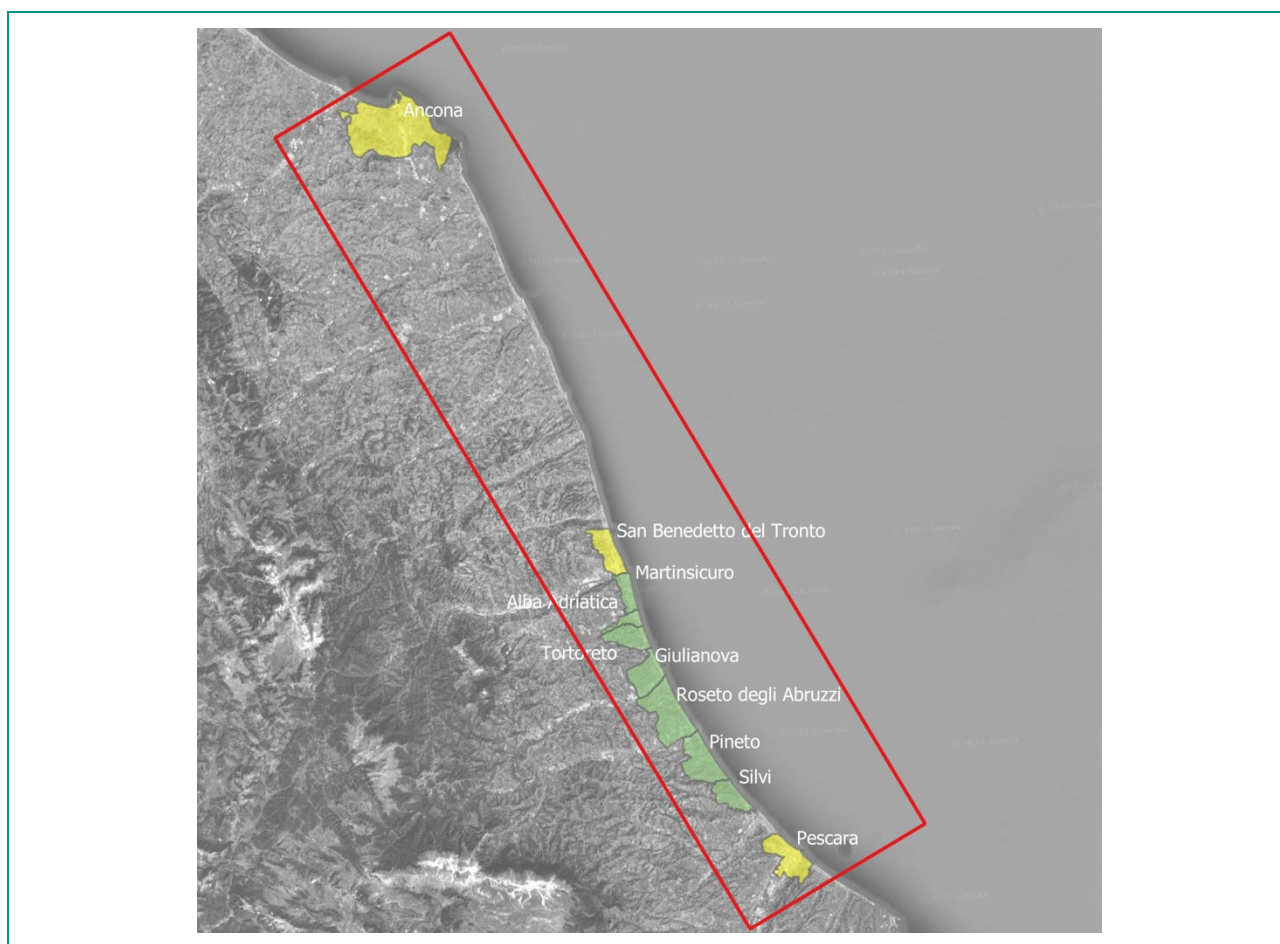 Ancona
San Benedetto del Tronto
Martinsicuro
Alba Adriatica
Tortoreto
Giulianova
Roseto degli Abruzzi
Pineto
Silvi
Pescara